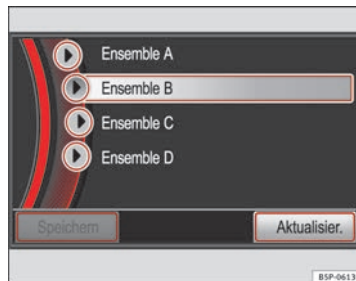 Ensemble A
Ensemble B
Ensemble C
Ensemble D
Speichern
Aktualisier.
B5P-0613